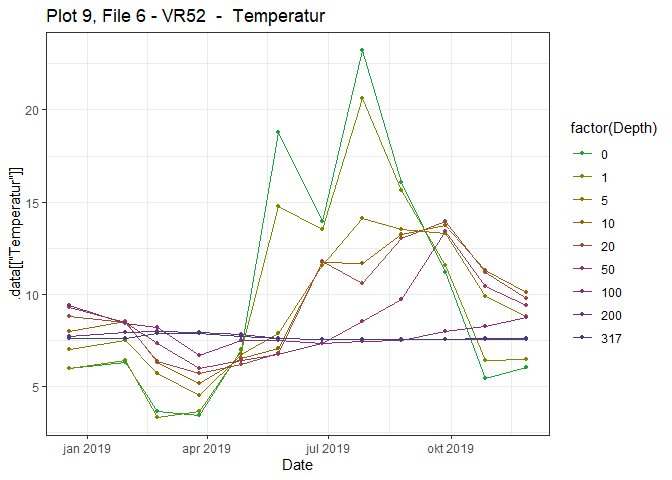 Plot 9, File 6 - VR52  -  Temperatur
.data[["Temperatur"]]
20
15
10
5
jan 2019
apr 2019
jul 2019
okt 2019
Date
factor(Depth)
0
1
5
10
20
50
100
200
317